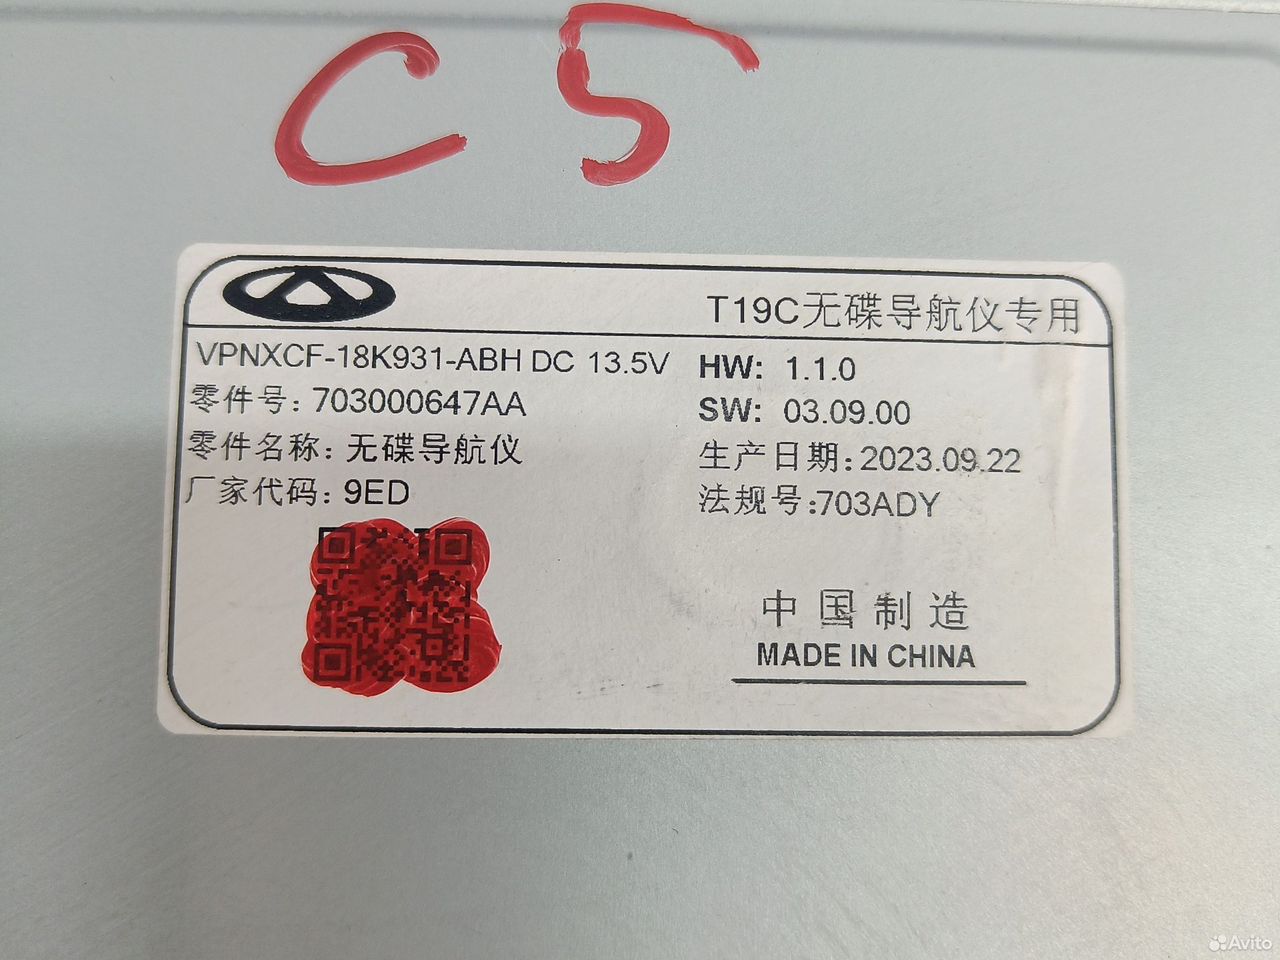 C5
T19C无碟导航仪专用
VPNXCF-18K931-ABH DC 13.5V
零件号: 703000647AA
零件名称: 无碟导航仪
厂家代码: 9ED
HW: 1.1.0
SW: 03.09.00
生产日期: 2023.09.22
法规号:703ADY
中国制造
MADE IN CHINA
Avito